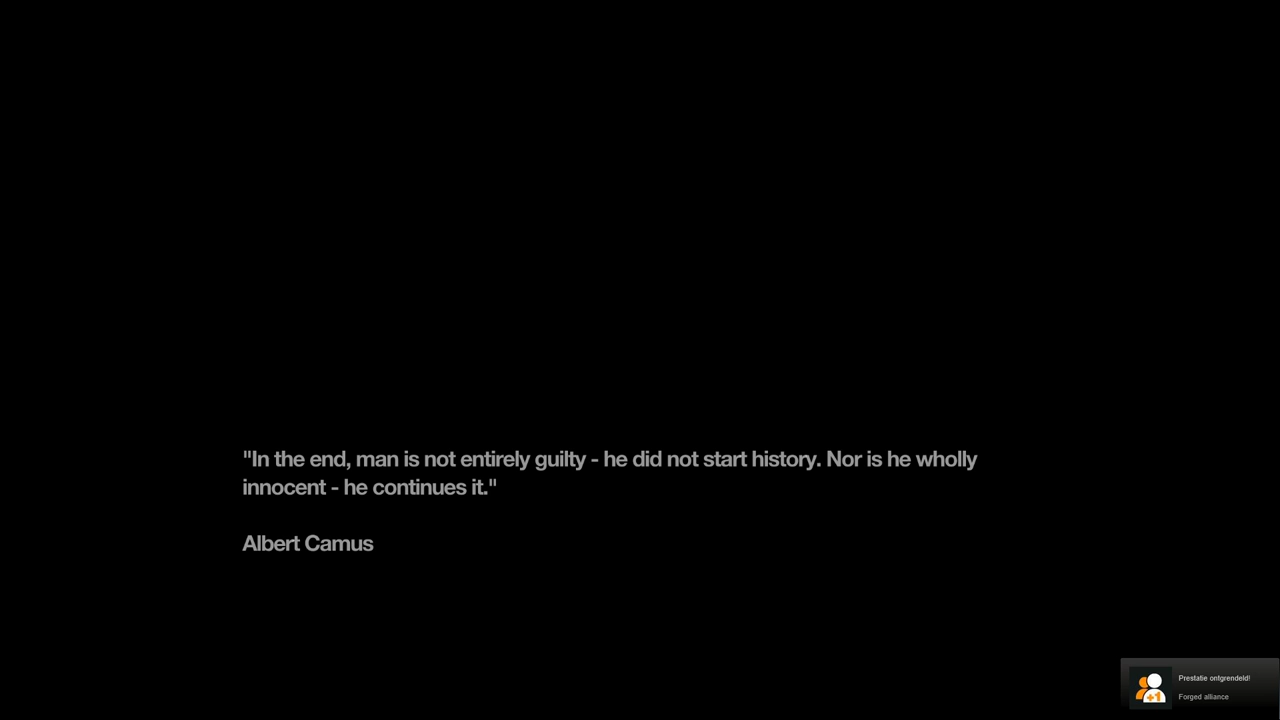 "In the end, man is not entirely guilty - he did not start history. Nor is he wholly
innocent - he continues it."
Albert Camus
+1
Prestatie ontgrendeld!
Forged alliance